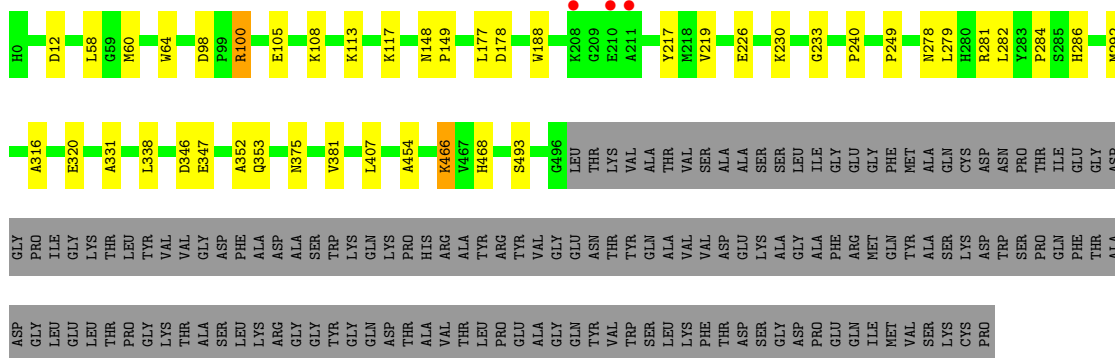 H0 D12 L58 G59 M60 W64 D98 P99 R100 E105 K108 K113 K117 N148 P149 L177 D178 W188 K208 G209 E210 A211 Y217 M218 V219 E226 K230 G233 P240 P249 N278 L279 H280 R281 L282 Y283 P284 S285 H286
A316 E320 A331 L338 D346 E347 A352 Q353 N375 V381 L407 A454 K466 V467 H468 S493 G496 LEU THR LYS VAL ALA THR VAL SER ALA ALA SER SER LEU ILE GLY GLU GLY PHE MET ALA GLN CYS ASP ASN PRO THR ILE GLU GLY ASP
GLY PRO ILE GLY LYS THR LEU TYR VAL VAL GLY ASP PHE ALA ASP ALA SER TRP LYS GLN LYS PRO HIS ARG ALA TYR ARG TYR VAL GLY GLU ASN THR TYR GLN ALA VAL VAL ASP GLU LYS ALA GLY ALA PHE ARG MET GLN TYR ALA SER LYS ASP TRP SER PRO GLN PHE THR ALA
ASP GLY LEU GLU LEU THR PRO GLY LYS THR ALA SER LEU LYS ARG GLY GLY TYR GLY GLN ASP THR ALA VAL THR LEU PRO GLU ALA GLY GLN TYR VAL TRP SER LEU LYS PHE THR ASP SER GLY ASP PRO GLU GLN ILE MET VAL SER LYS CYS PRO